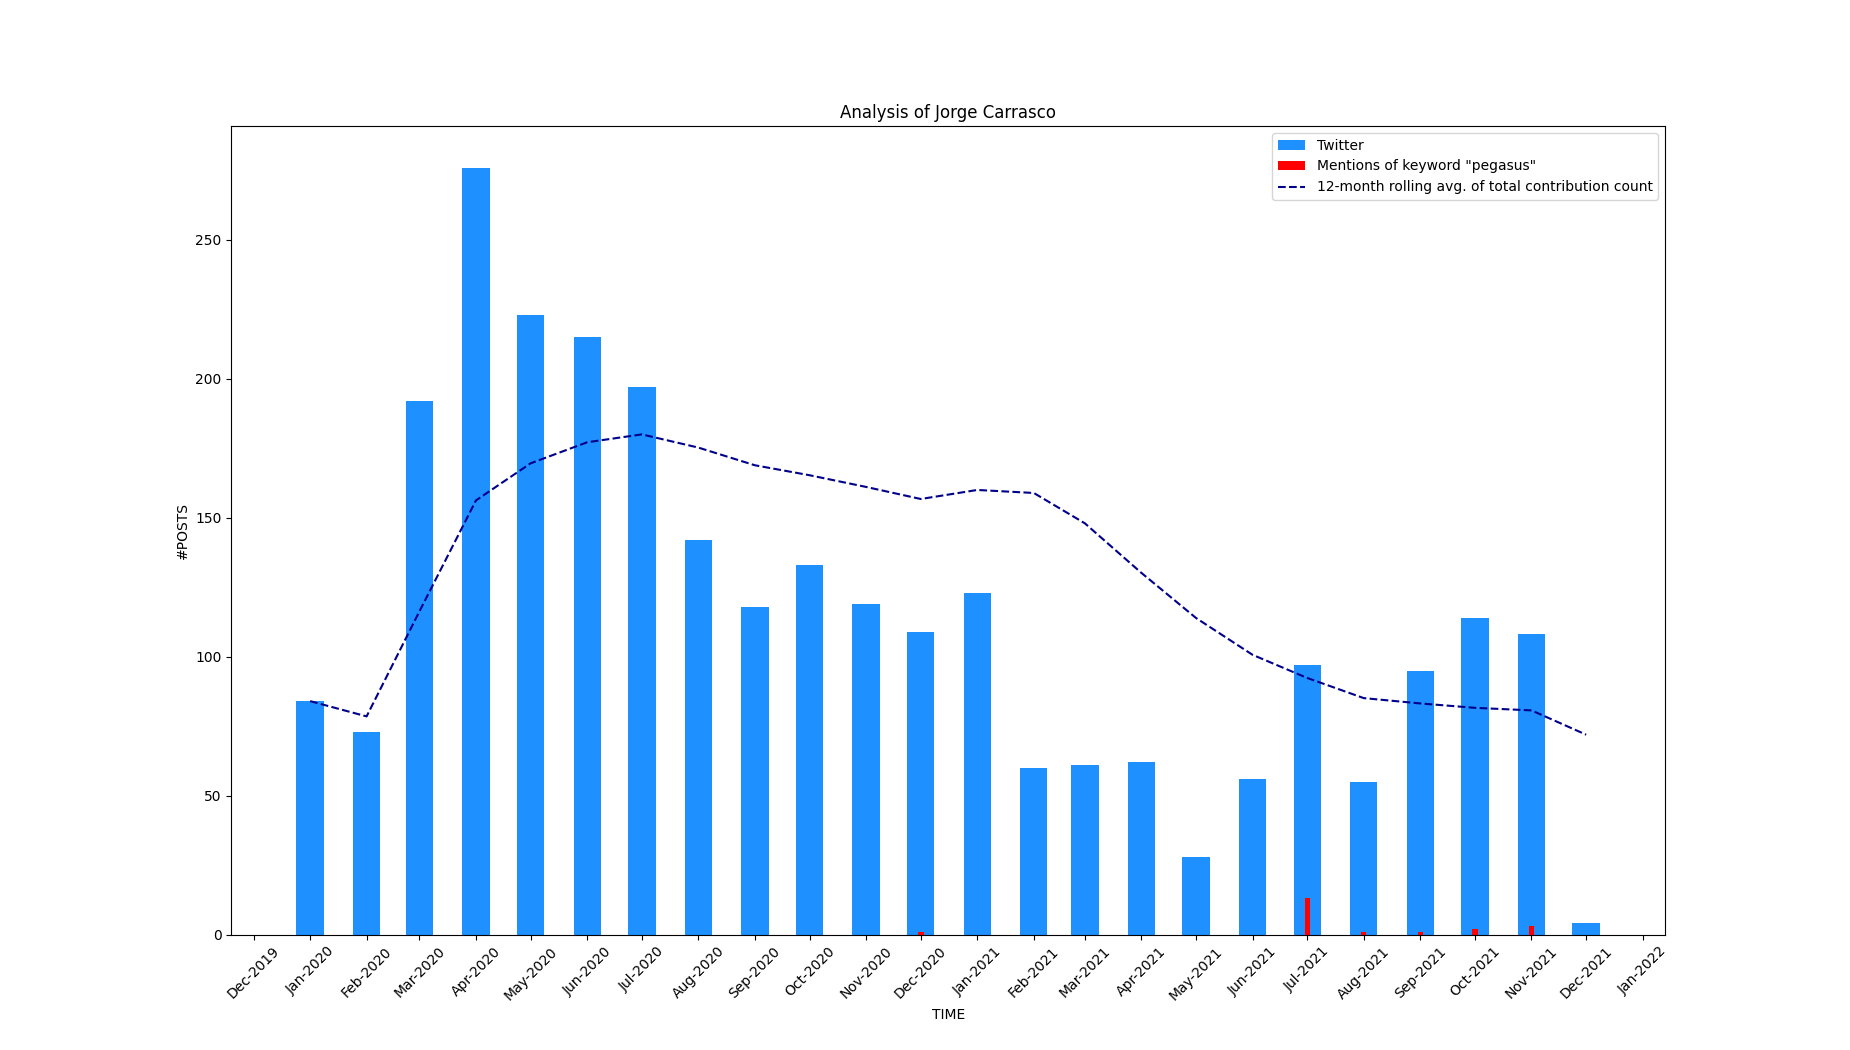 Analysis of Jorge Carrasco
Twitter
Mentions of keyword "pegasus"
12-month rolling avg. of total contribution count
#POSTS
250
200
150
100
50
0
Dec-2019
Jan-2020
Feb-2020
Mar-2020
Apr-2020
May-2020
Jun-2020
Jul-2020
Aug-2020
Sep-2020
Oct-2020
Nov-2020
Dec-2020
Jan-2021
Feb-2021
Mar-2021
Apr-2021
May-2021
Jun-2021
Jul-2021
Aug-2021
Sep-2021
Oct-2021
Nov-2021
Dec-2021
Jan-2022
TIME